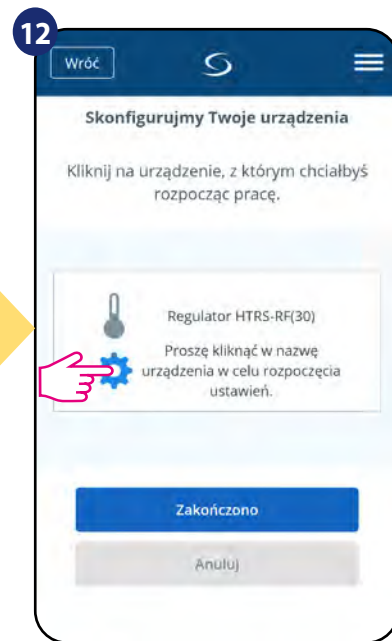 12
Wróć
Skonfigurujmy Twoje urządzenia
Kliknij na urządzenie, z którym chciałbyś
rozpocząc pracę.
Regulator HTRS-RF(30)
Proszę kliknąć w nazwę
urządzenia w celu rozpoczęcia
ustawień.
Zakończono
Anuluj